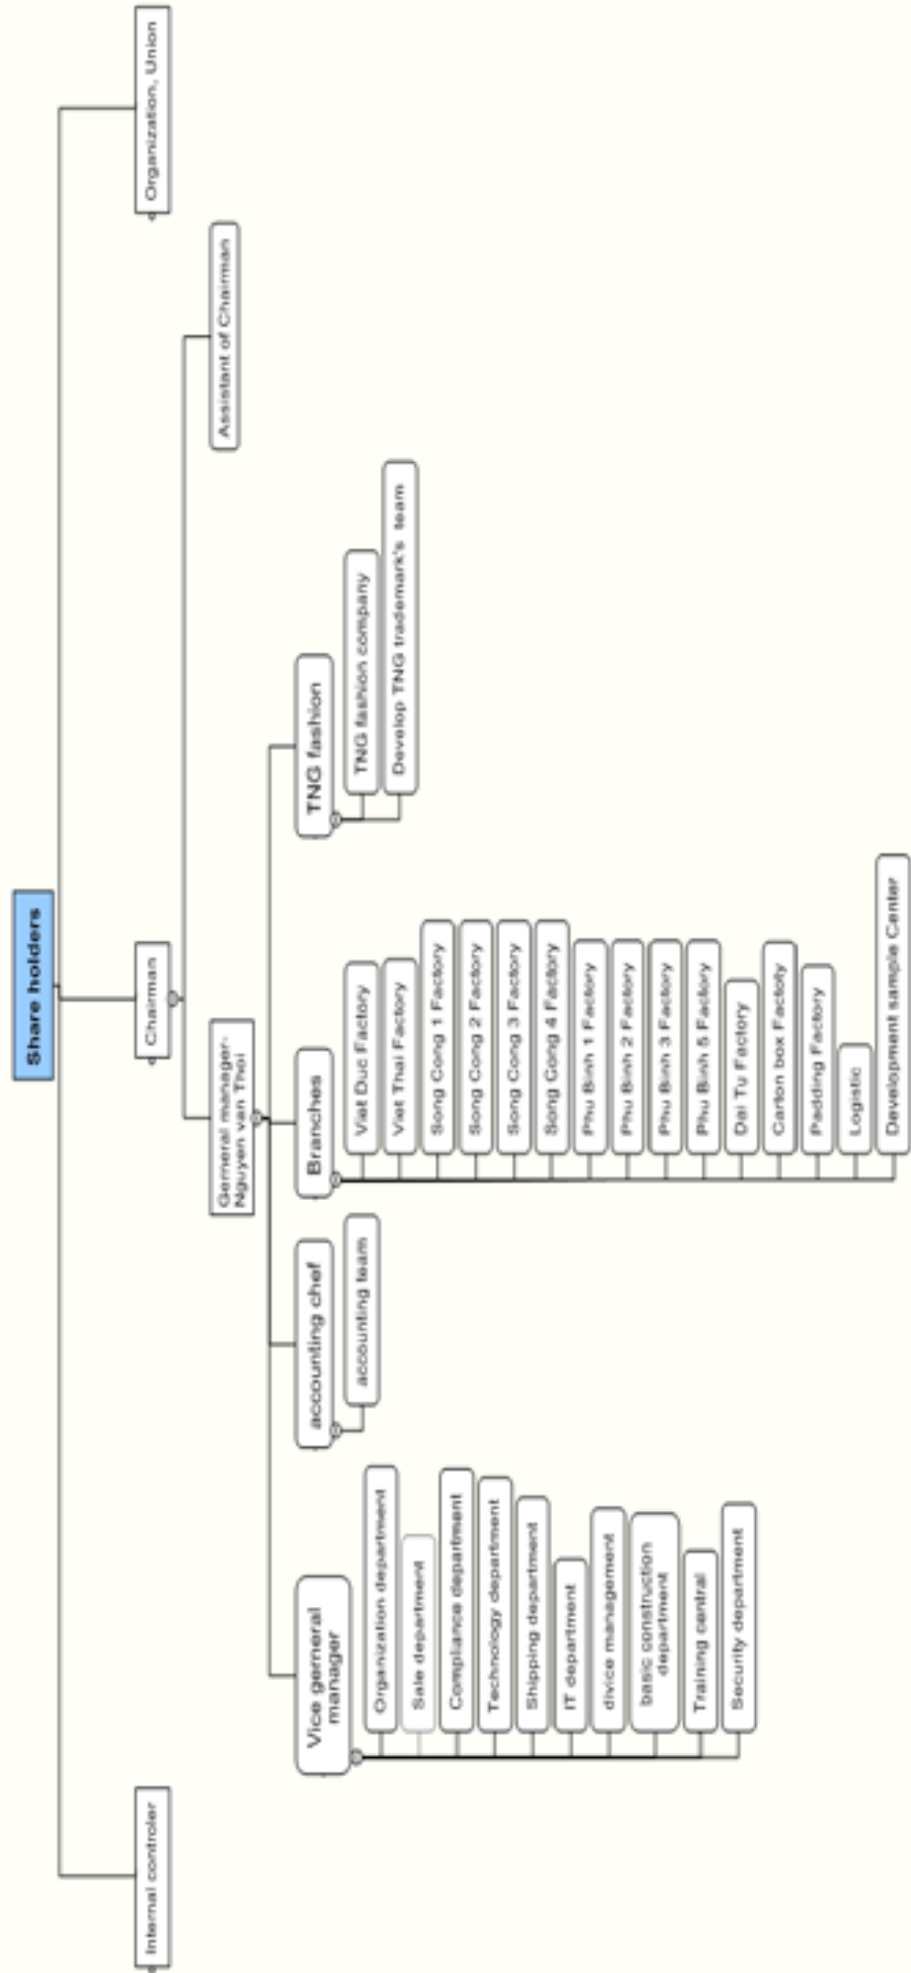 Share holders
Internal controler
Chairman
Organization, Union
Gerneral manager-
Nguyen van Thoi
Assistant of Chairman
Vice gerneral
manager
Organization department
Sale department
Compliance department
Technology department
Shipping department
IT department
divice management
basic construction
department
Training central
Security department
accounting chef
accounting team
Branches
Viet Duc Factory
Viet Thai Factory
Song Cong 1 Factory
Song Cong 2 Factory
Song Cong 3 Factory
Song Cong 4 Factory
Phu Binh 1 Factory
Phu Binh 2 Factory
Phu Binh 3 Factory
Phu Binh 5 Factory
Dai Tu Factory
Carton box Factoty
Padding Factory
Logistic
Development sample Center
TNG fashion
TNG fashion company
Develop TNG trademark's team